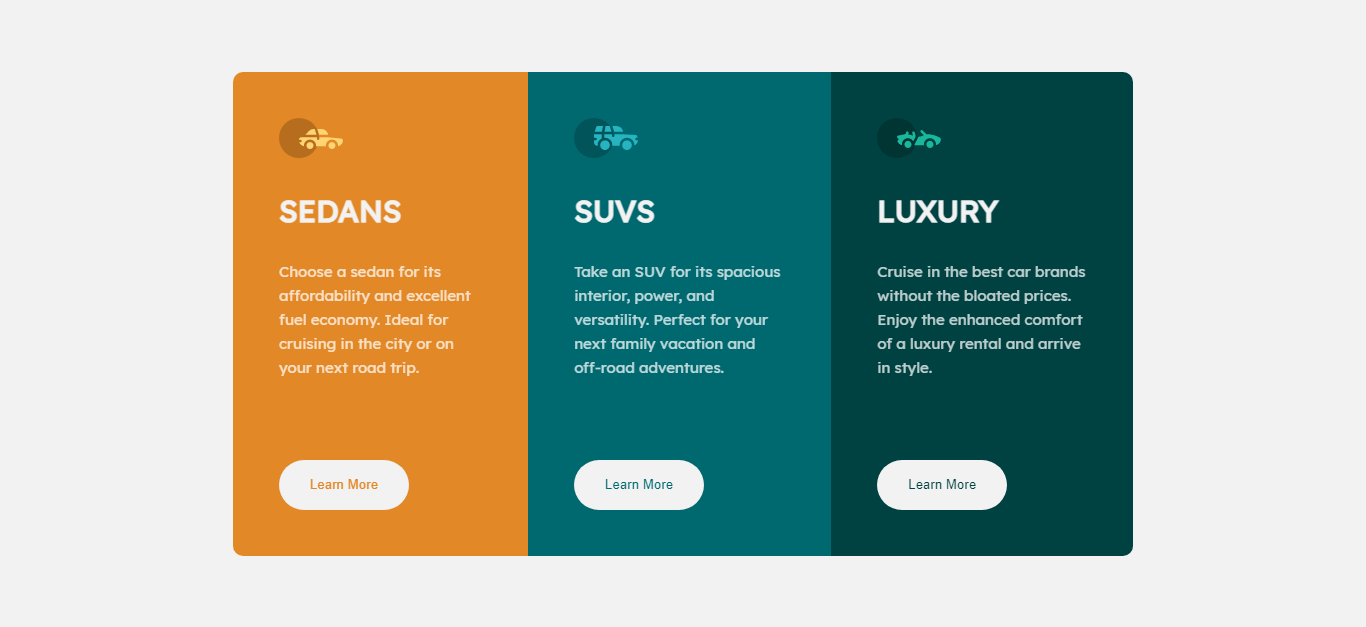 SEDANS
Choose a sedan for its
affordability and excellent
fuel economy. Ideal for
cruising in the city or on
your next road trip.
Learn More
SUVS
Take an SUV for its spacious
interior, power, and
versatility. Perfect for your
next family vacation and
off-road adventures.
Learn More
LUXURY
Cruise in the best car brands
without the bloated prices.
Enjoy the enhanced comfort
of a luxury rental and arrive
in style.
Learn More